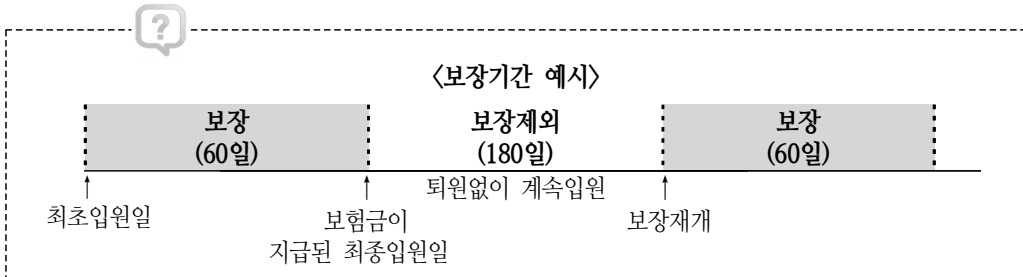 ?
〈보장기간 예시〉
보장 보장제외 보장
(60일) (180일) (60일)
퇴원없이 계속입원
최초입원일 보험금이 보장재개
지급된 최종입원일